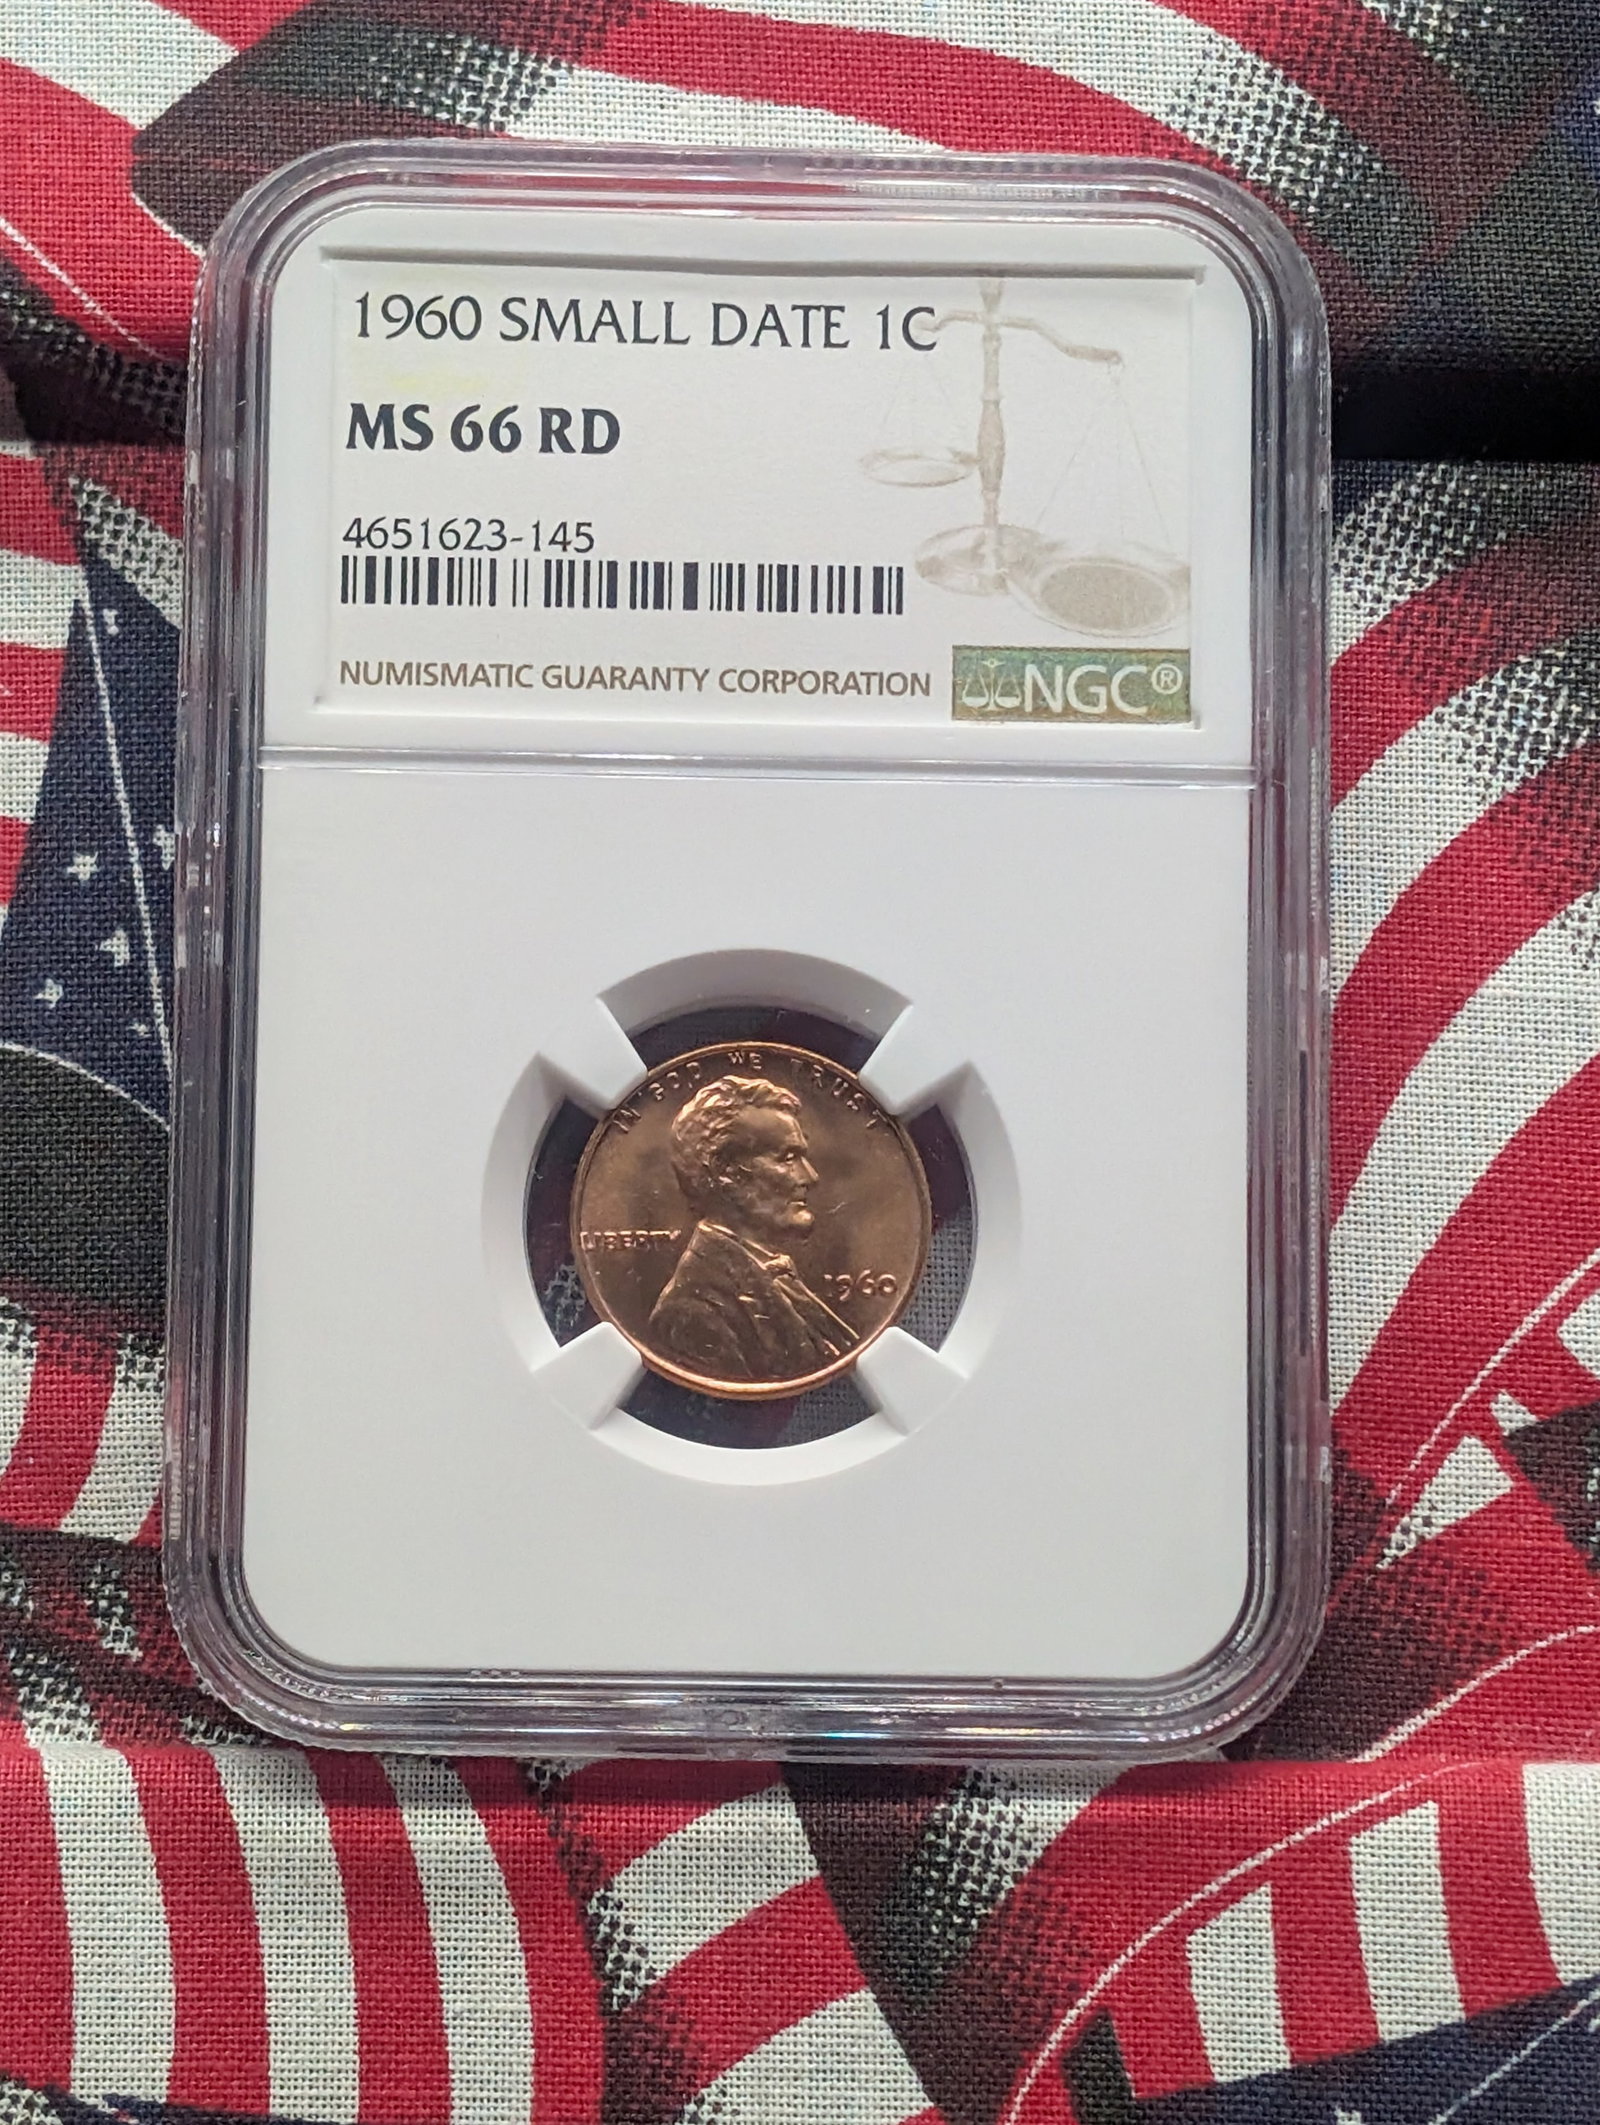 1960 SMALL DATE 1C
MS 66 RD
4651623-145
NUMISMATIC GUARANTY CORPORATION
NGC®
IN GOD WE TRUST
LIBERTY
1960